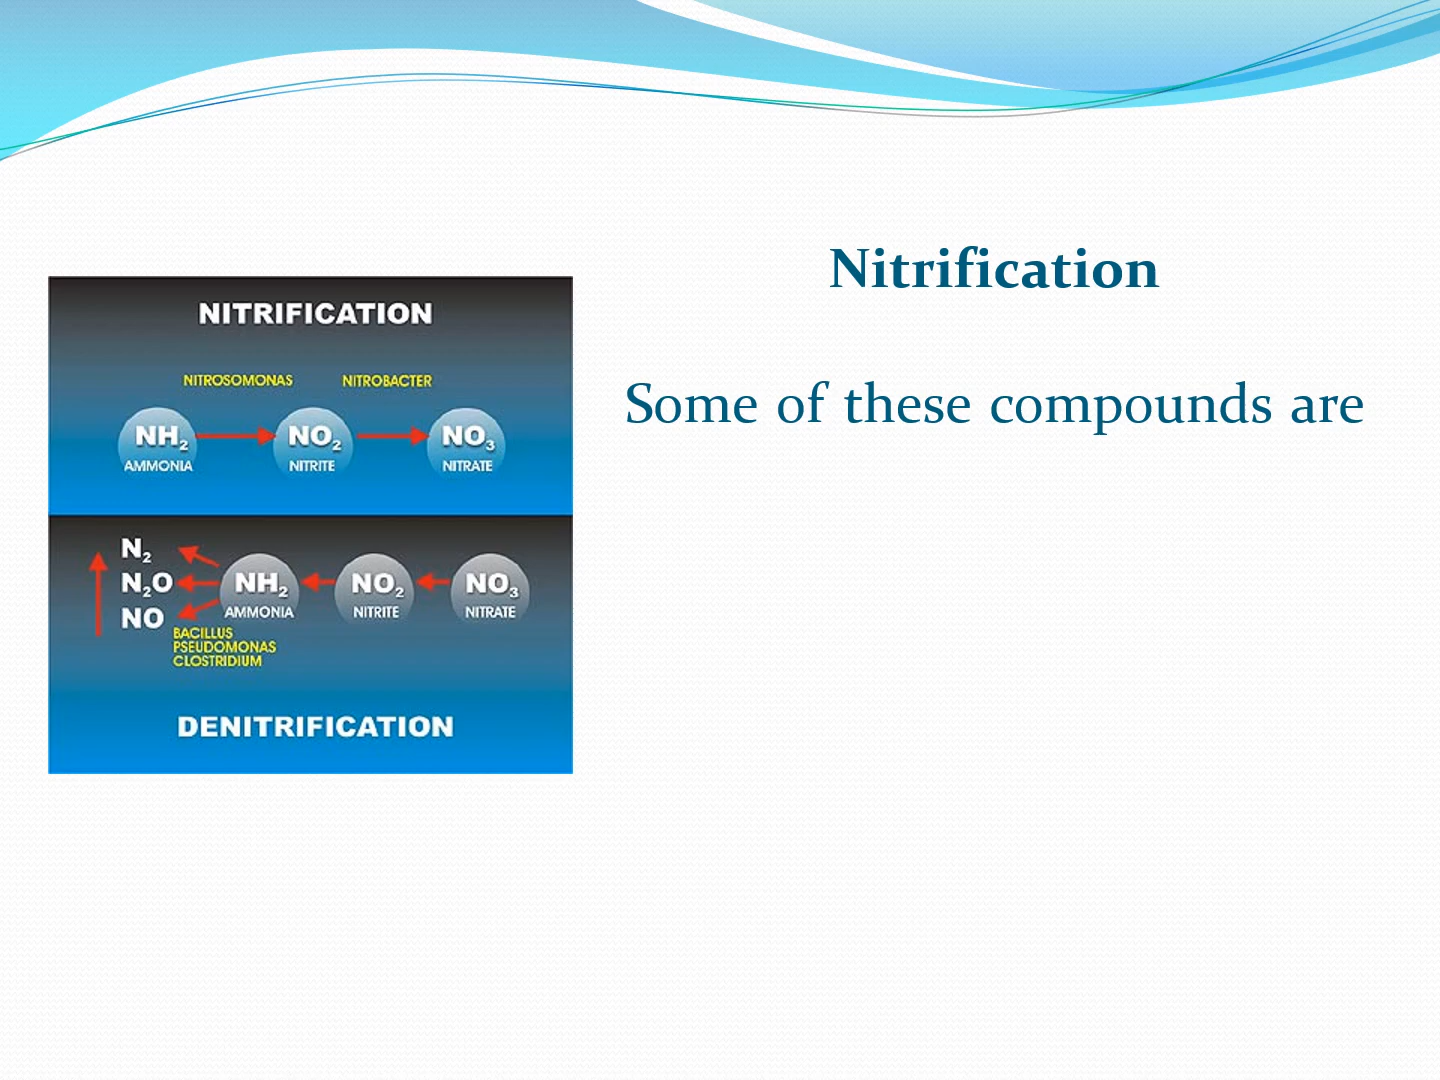 Nitrification
Some of these compounds are
NITRIFICATION
NITROSOMONAS NITROBACTER
NH₂ NO₂ NO₃
AMMONIA NITRITE NITRATE
N₂
N₂O NH₂ NO₂ NO₃
NO AMMONIA NITRITE NITRATE
BACILLUS
PSEUDOMONAS
CLOSTRIDIUM
DENITRIFICATION